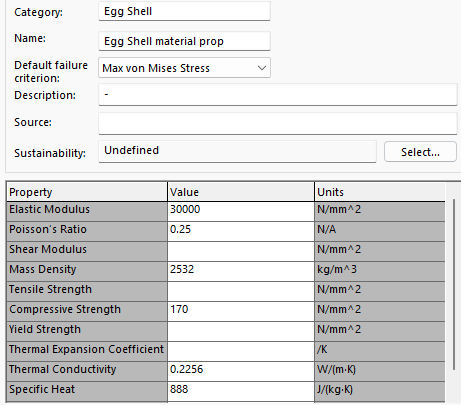 Category: Egg Shell
Name: Egg Shell material prop
Default failure criterion: Max von Mises Stress
Description: -
Source:
Sustainability: Undefined Select...
Property Value Units
Elastic Modulus 30000 N/mm^2
Poisson's Ratio 0.25 N/A
Shear Modulus N/mm^2
Mass Density 2532 kg/m^3
Tensile Strength N/mm^2
Compressive Strength 170 N/mm^2
Yield Strength N/mm^2
Thermal Expansion Coefficient /K
Thermal Conductivity 0.2256 W/(m·K)
Specific Heat 888 J/(kg·K)